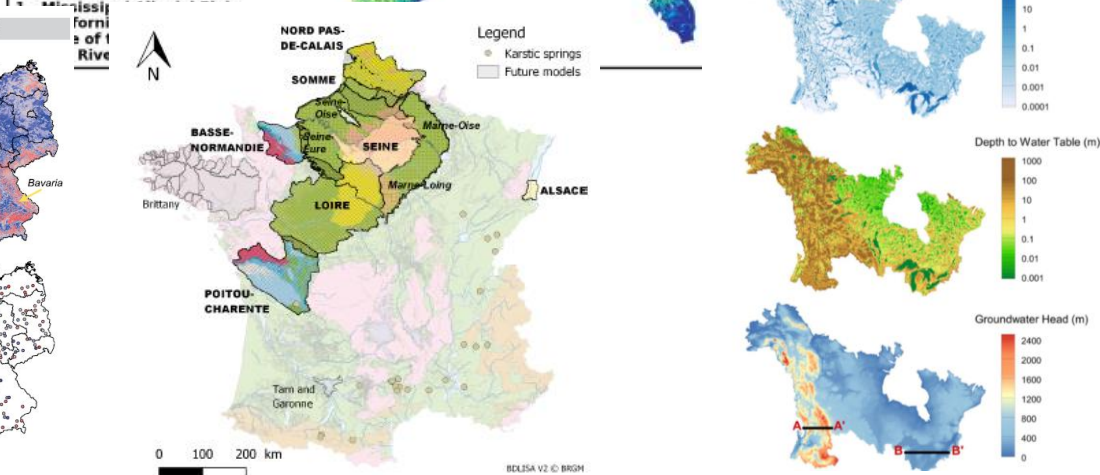 fornia
e of t
Rive
Bavaria
N
NORD PAS-
DE-CALAIS
SOMME
Seine-
Oise
BASSE-
NORMANDIE
Seine-
Eure
SEINE
Marne-Oise
Marne-Loing
LOIRE
ALSACE
Brittany
POITOU-
CHARENTE
Tarn and
Garonne
Legend
Karstic springs
Future models
0 100 200 km
BDLISA V2 © BRGM
10
1
0.1
0.01
0.001
0.0001
Depth to Water Table (m)
1000
100
10
1
0.1
0.01
0.001
Groundwater Head (m)
2400
2000
1600
1200
800
400
0
A A'
B B'